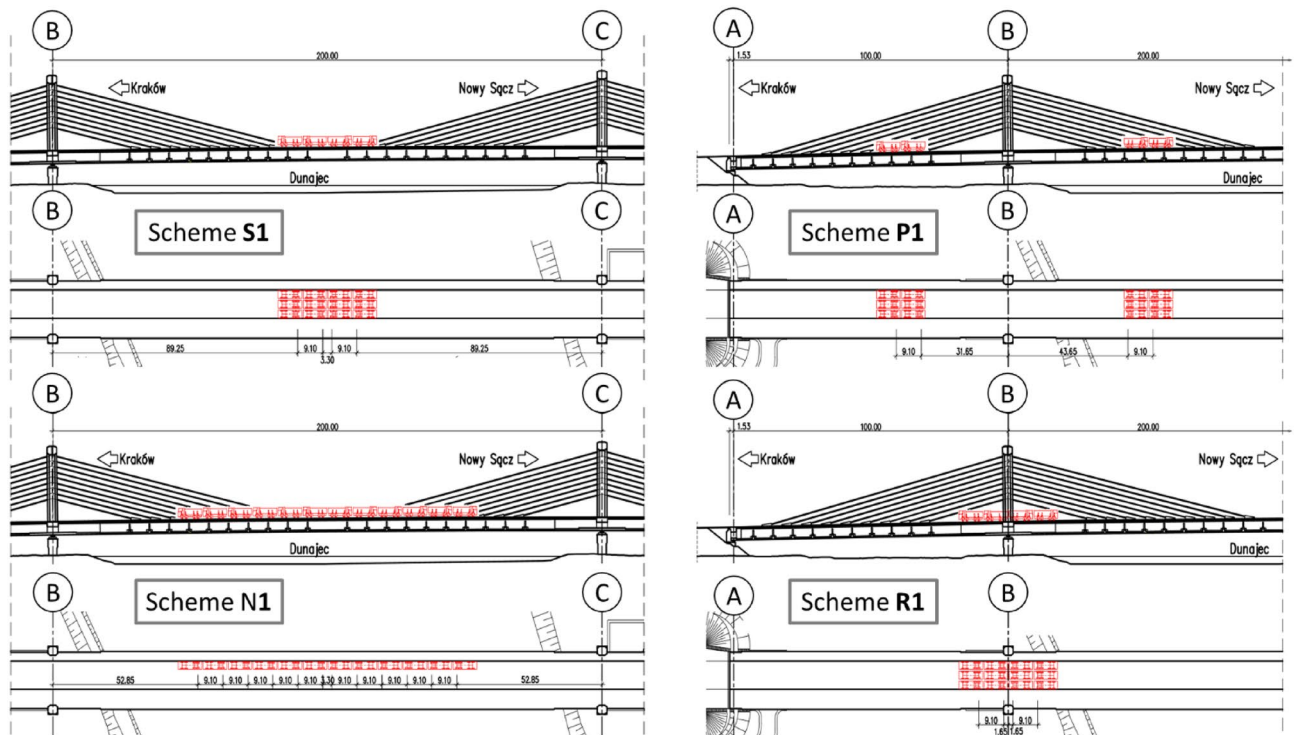 B
C
200.00
Kraków
Nowy Sącz
Dunajec
B
C
Scheme S1
89.25
9.10
3.30
9.10
89.25
A
B
1.53
100.00
200.00
Kraków
Nowy Sącz
Dunajec
A
B
Scheme P1
9.10
31.65
43.65
9.10
B
C
200.00
Kraków
Nowy Sącz
Dunajec
B
C
Scheme N1
52.85
9.10
9.10
9.10
9.10
9.10
3.30
9.10
9.10
9.10
9.10
9.10
52.85
A
B
1.53
100.00
200.00
Kraków
Nowy Sącz
Dunajec
A
B
Scheme R1
9.10
9.10
1.65
1.65